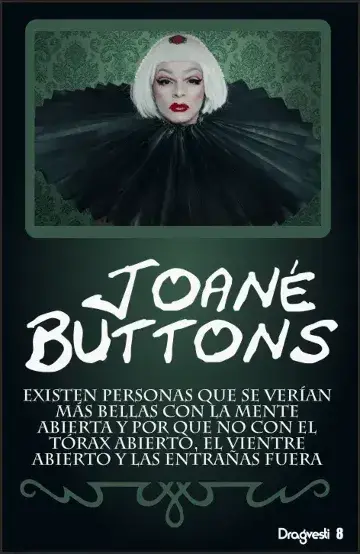 JOANÉ
BUTTONS
EXISTEN PERSONAS QUE SE VERÍAN
MÁS BELLAS CON LA MENTE
ABIERTA Y POR QUE NO CON EL
TÓRAX ABIERTO, EL VIENTRE
ABIERTO Y LAS ENTRAÑAS FUERA
Dragvesti 8